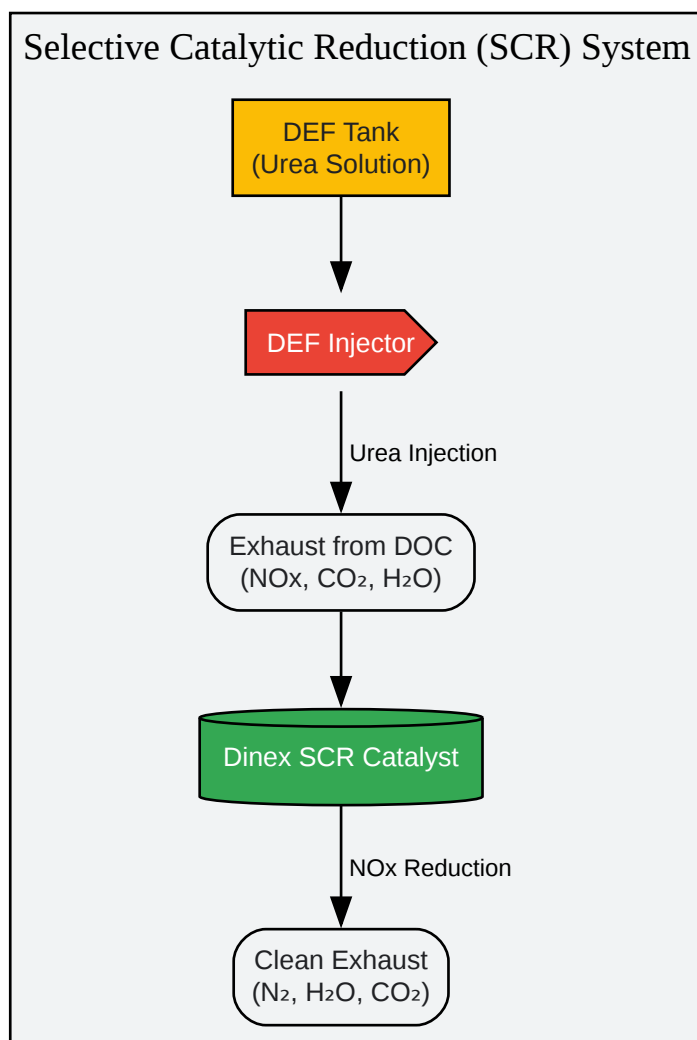 Selective Catalytic Reduction (SCR) System
DEF Tank
(Urea Solution)
DEF Injector
Urea Injection
Exhaust from DOC
(NOx, CO₂, H₂O)
Dinex SCR Catalyst
NOx Reduction
Clean Exhaust
(N₂, H₂O, CO₂)